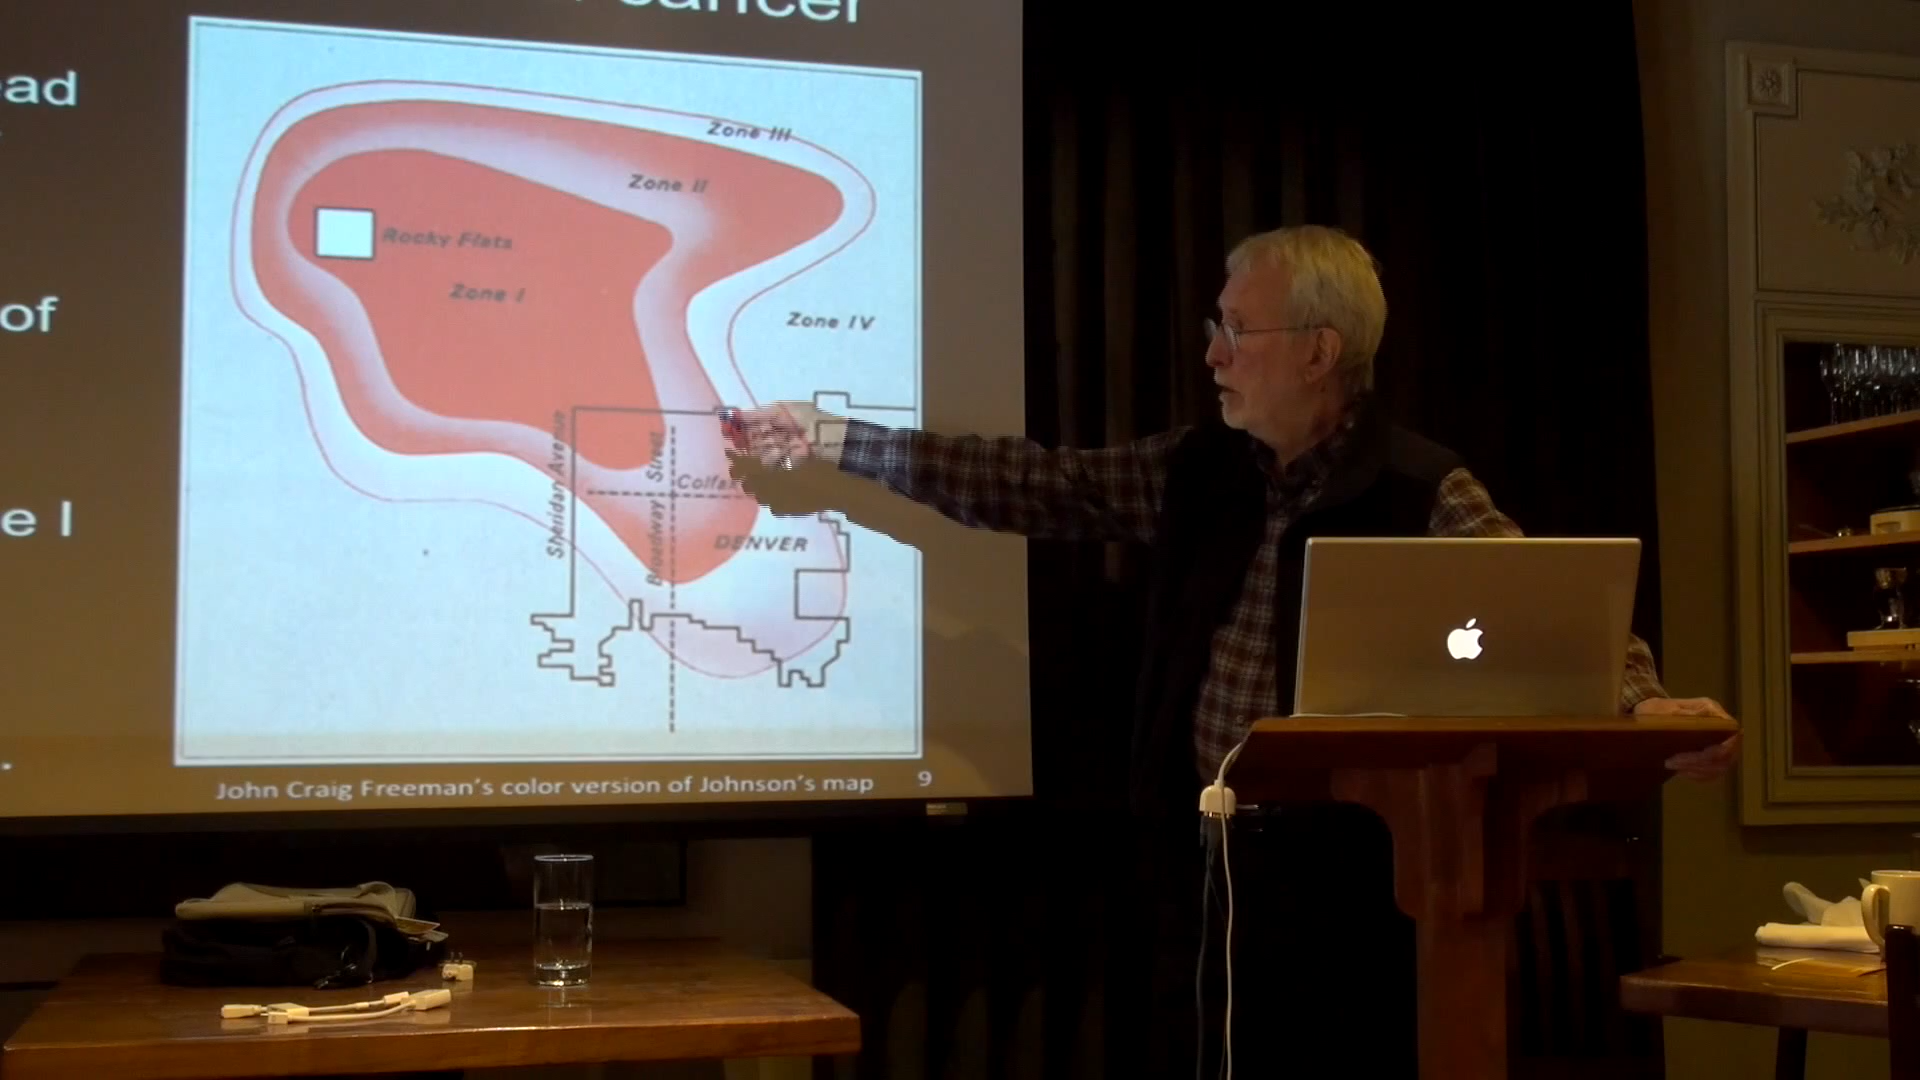 cancer
ead
of
e I
.
Zone III
Zone II
Rocky Flats
Zone I
Zone IV
Sheridan Avenue
Broadway Street
Colfa
DENVER
John Craig Freeman's color version of Johnson's map
9